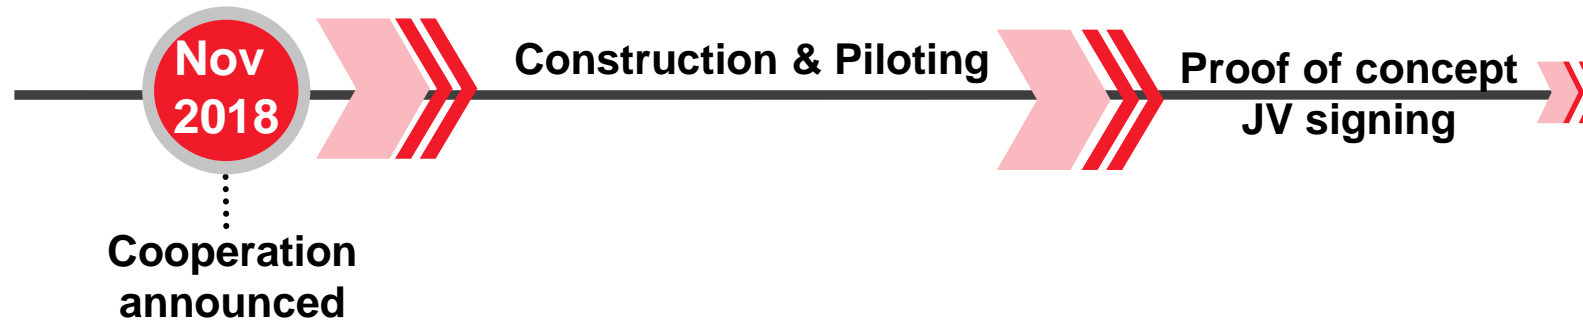 Nov
2018
Cooperation
announced
Construction & Piloting
Proof of concept
JV signing